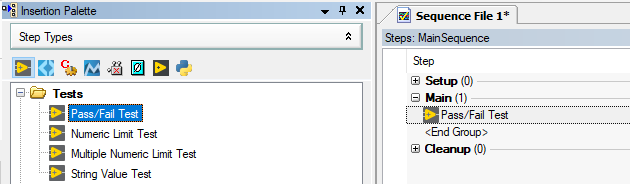 Insertion Palette
Step Types
Tests
Pass/Fail Test
Numeric Limit Test
Multiple Numeric Limit Test
String Value Test
Sequence File 1*
Steps: MainSequence
Step
Setup (0)
Main (1)
Pass/Fail Test
<End Group>
Cleanup (0)